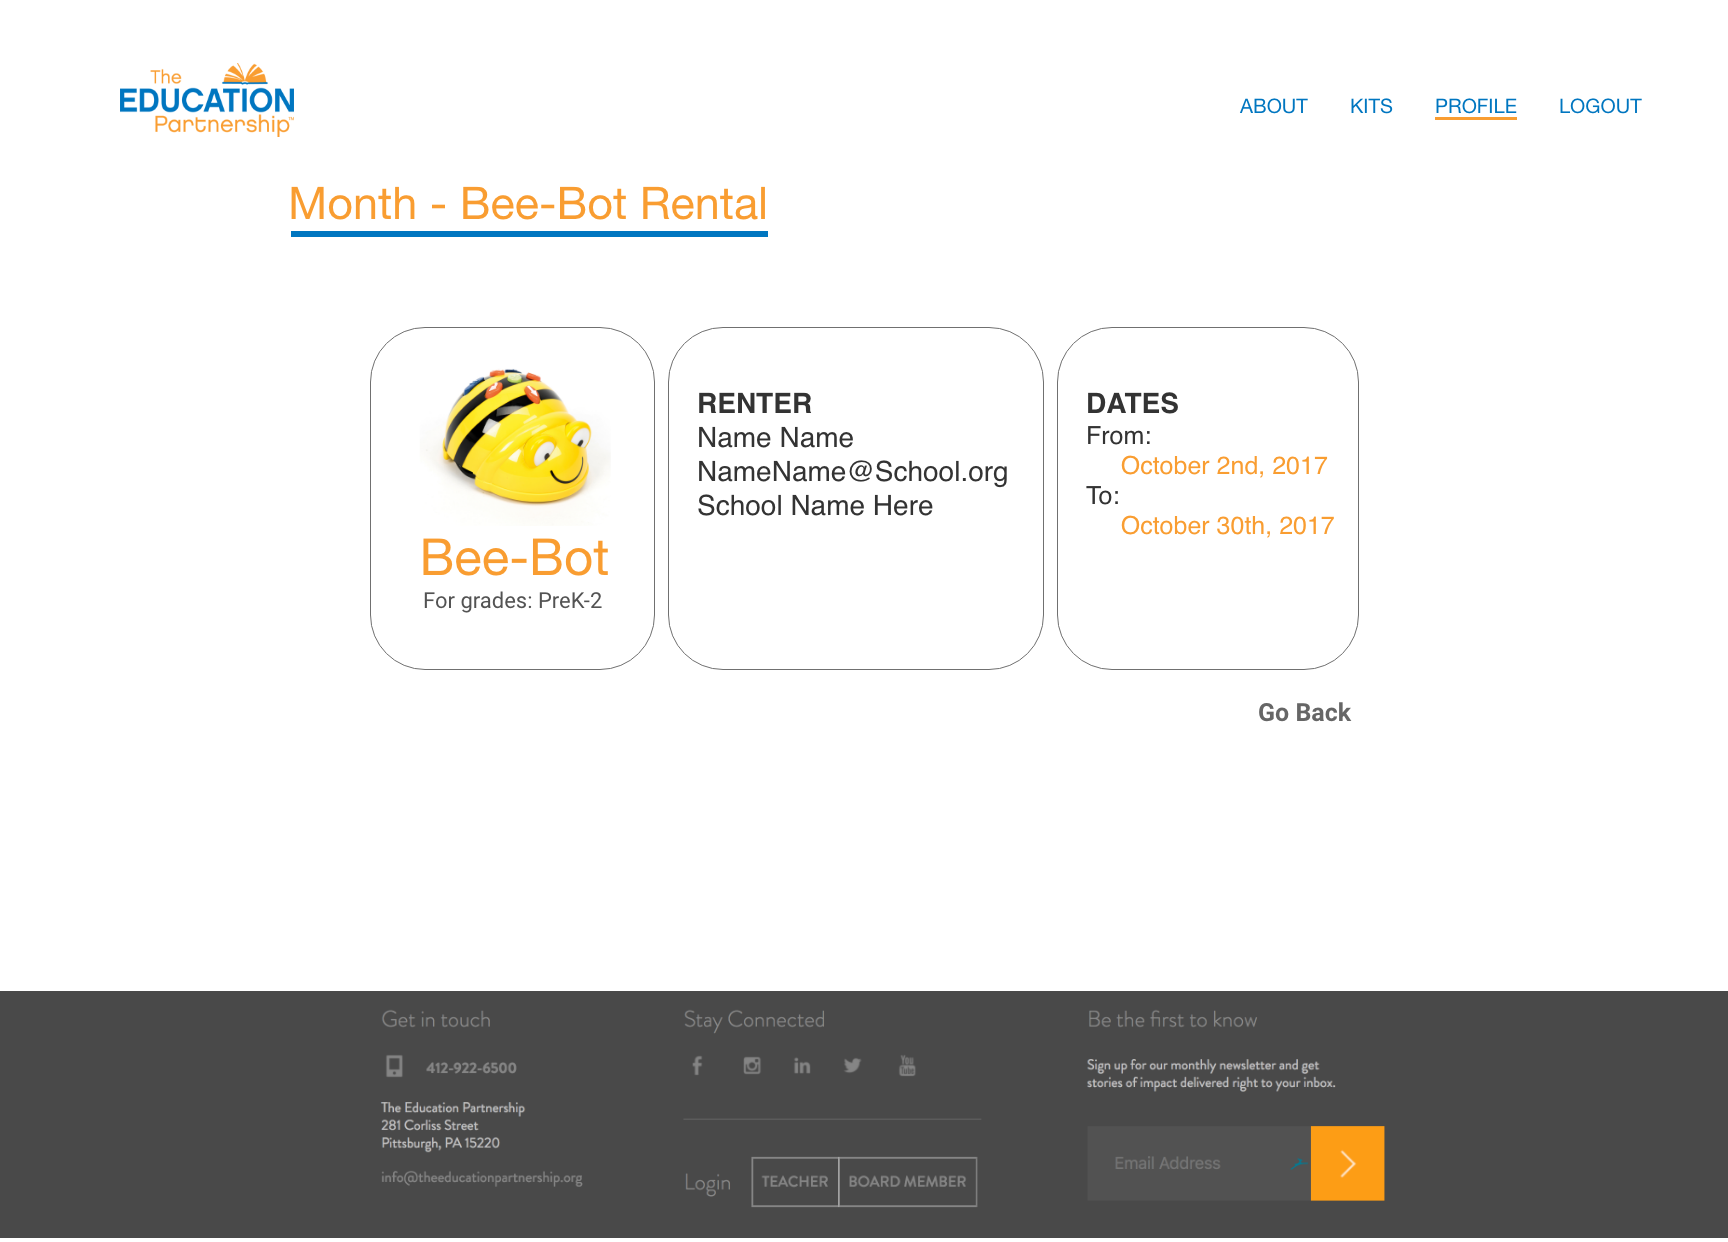 The
EDUCATION
Partnership™
ABOUT KITS PROFILE LOGOUT
Month - Bee-Bot Rental
Bee-Bot
For grades: PreK-2
RENTER
Name Name
NameName@School.org
School Name Here
DATES
From:
October 2nd, 2017
To:
October 30th, 2017
Go Back
Get in touch
412-922-6500
The Education Partnership
281 Corliss Street
Pittsburgh, PA 15220
info@theeducationpartnership.org
Stay Connected
You
Tube
Login TEACHER BOARD MEMBER
Be the first to know
Sign up for our monthly newsletter and get
stories of impact delivered right to your inbox.
Email Address